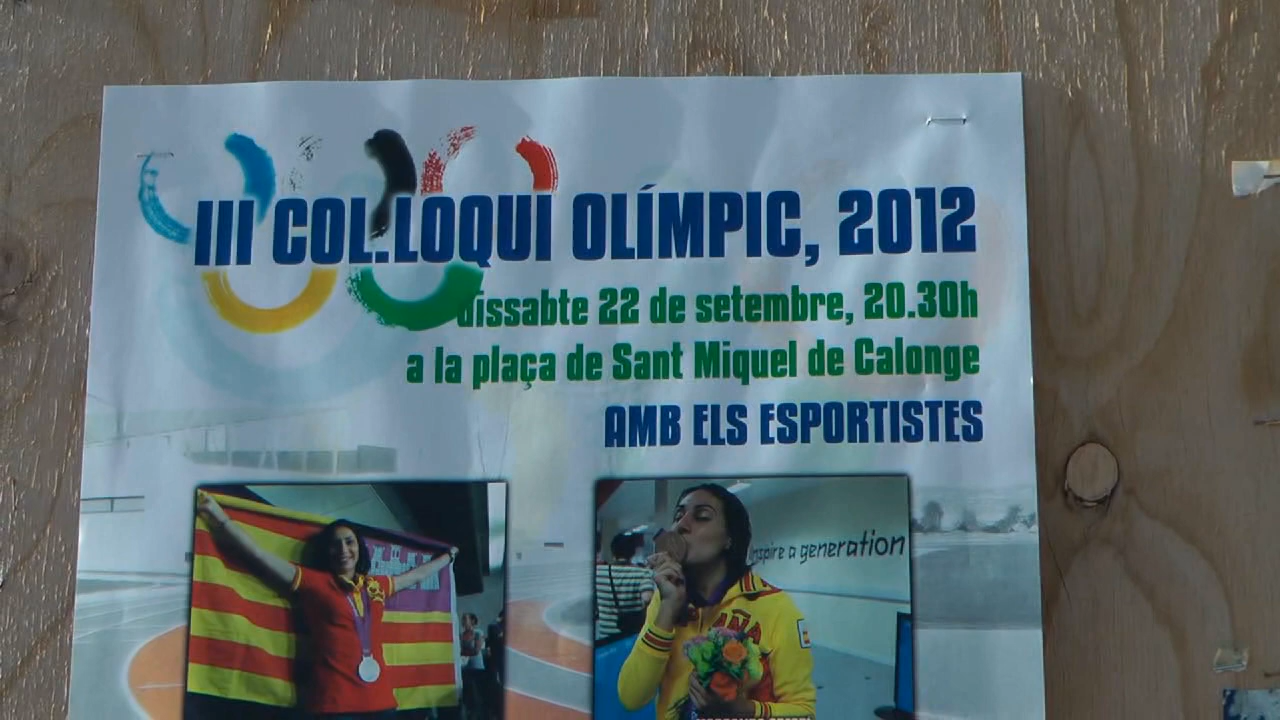 III COL.LOQUI OLÍMPIC, 2012
dissabte 22 de setembre, 20.30h
a la plaça de Sant Miquel de Calonge
AMB ELS ESPORTISTES
inspire a generation